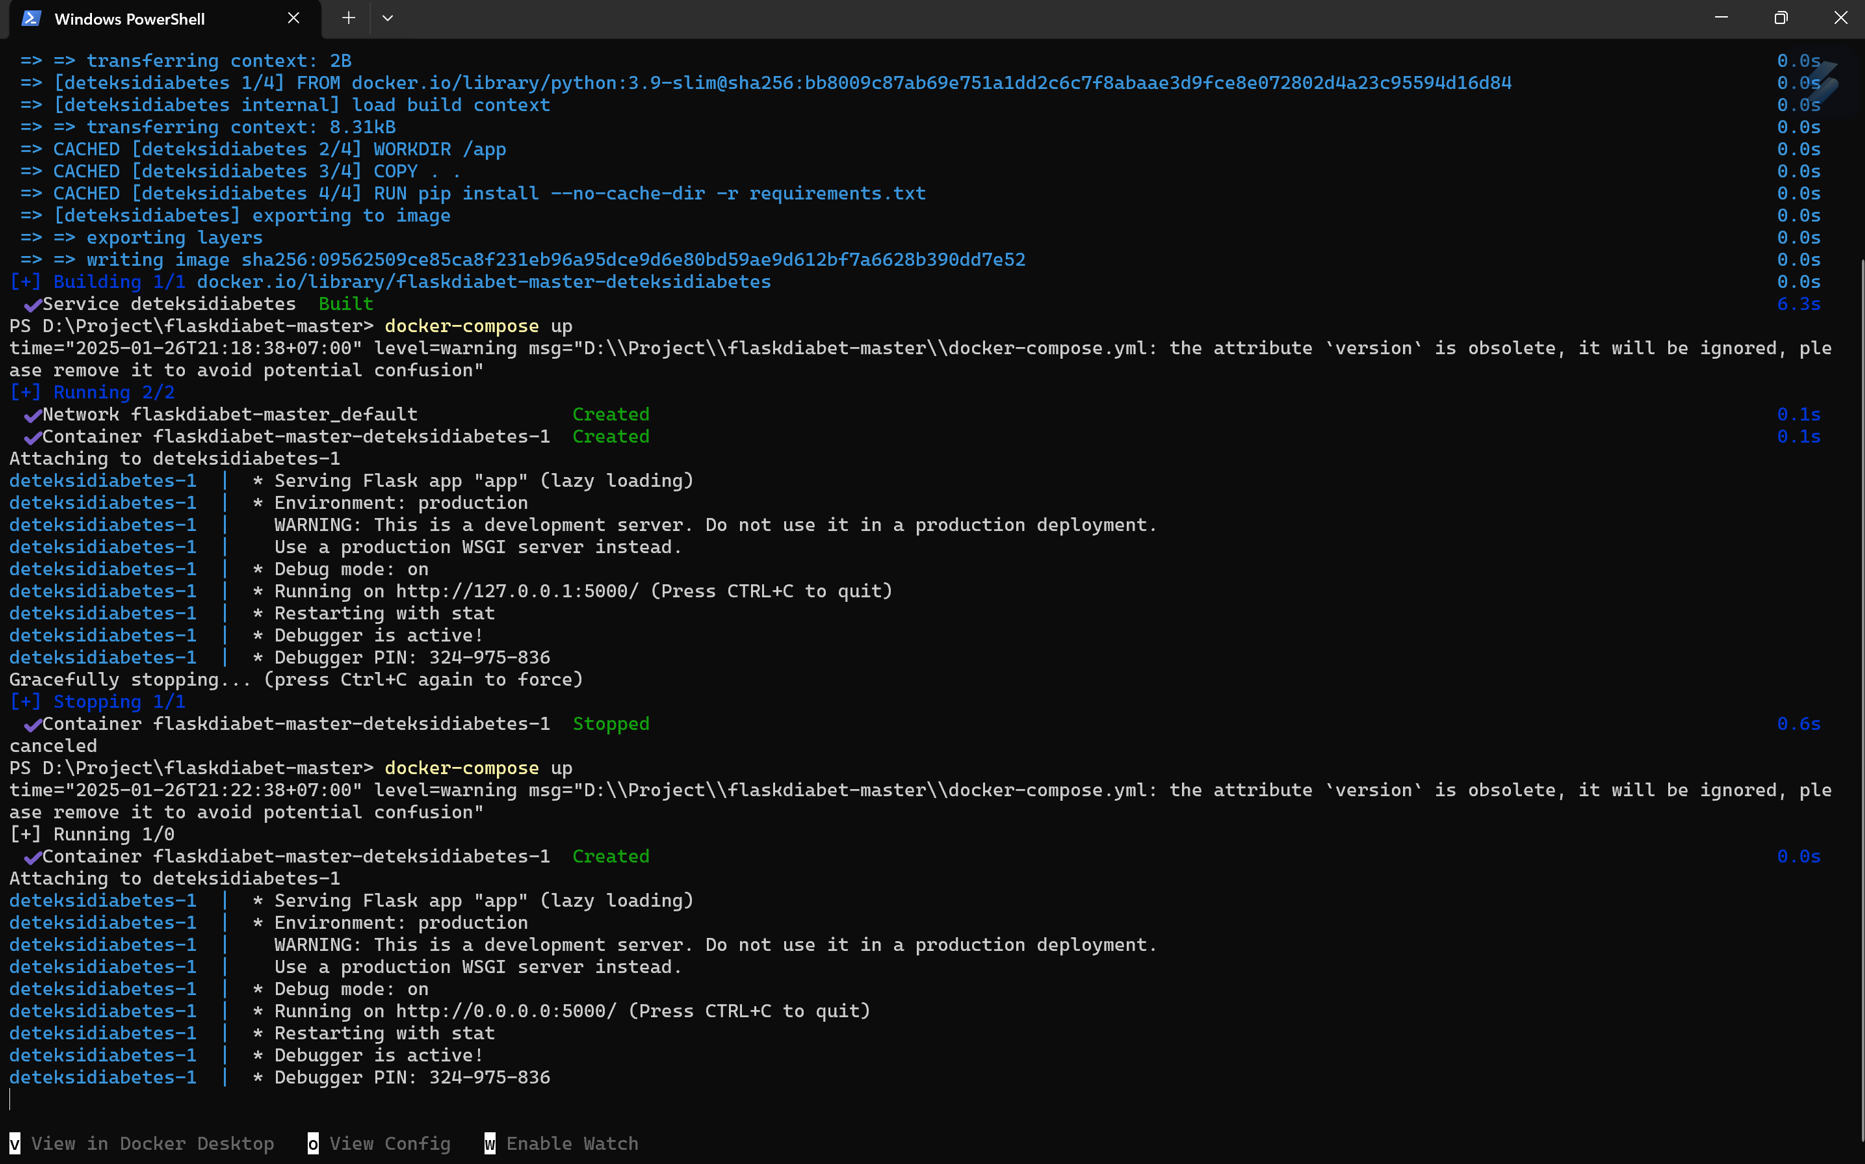 Windows PowerShell
=> => transferring context: 2B 0.0s
=> [deteksidiabetes 1/4] FROM docker.io/library/python:3.9-slim@sha256:bb8009c87ab69e751a1dd2c6c7f8abaae3d9fce8e072802d4a23c95594d16d84 0.0s
=> [deteksidiabetes internal] load build context 0.0s
=> => transferring context: 8.31kB 0.0s
=> CACHED [deteksidiabetes 2/4] WORKDIR /app 0.0s
=> CACHED [deteksidiabetes 3/4] COPY . . 0.0s
=> CACHED [deteksidiabetes 4/4] RUN pip install --no-cache-dir -r requirements.txt 0.0s
=> [deteksidiabetes] exporting to image 0.0s
=> => exporting layers 0.0s
=> => writing image sha256:09562509ce85ca8f231eb96a95dce9d6e80bd59ae9d612bf7a6628b390dd7e52 0.0s
[+] Building 1/1 docker.io/library/flaskdiabet-master-deteksidiabetes 0.0s
✔Service deteksidiabetes  Built 6.3s
PS D:\Project\flaskdiabet-master> docker-compose up
time="2025-01-26T21:18:38+07:00" level=warning msg="D:\\Project\\flaskdiabet-master\\docker-compose.yml: the attribute `version` is obsolete, it will be ignored, ple
ase remove it to avoid potential confusion"
[+] Running 2/2
✔Network flaskdiabet-master_default Created 0.1s
✔Container flaskdiabet-master-deteksidiabetes-1 Created 0.1s
Attaching to deteksidiabetes-1
deteksidiabetes-1 | * Serving Flask app "app" (lazy loading)
deteksidiabetes-1 | * Environment: production
deteksidiabetes-1 | WARNING: This is a development server. Do not use it in a production deployment.
deteksidiabetes-1 | Use a production WSGI server instead.
deteksidiabetes-1 | * Debug mode: on
deteksidiabetes-1 | * Running on http://127.0.0.1:5000/ (Press CTRL+C to quit)
deteksidiabetes-1 | * Restarting with stat
deteksidiabetes-1 | * Debugger is active!
deteksidiabetes-1 | * Debugger PIN: 324-975-836
Gracefully stopping... (press Ctrl+C again to force)
[+] Stopping 1/1
✔Container flaskdiabet-master-deteksidiabetes-1 Stopped 0.6s
canceled
PS D:\Project\flaskdiabet-master> docker-compose up
time="2025-01-26T21:22:38+07:00" level=warning msg="D:\\Project\\flaskdiabet-master\\docker-compose.yml: the attribute `version` is obsolete, it will be ignored, ple
ase remove it to avoid potential confusion"
[+] Running 1/0
✔Container flaskdiabet-master-deteksidiabetes-1 Created 0.0s
Attaching to deteksidiabetes-1
deteksidiabetes-1 | * Serving Flask app "app" (lazy loading)
deteksidiabetes-1 | * Environment: production
deteksidiabetes-1 | WARNING: This is a development server. Do not use it in a production deployment.
deteksidiabetes-1 | Use a production WSGI server instead.
deteksidiabetes-1 | * Debug mode: on
deteksidiabetes-1 | * Running on http://0.0.0.0:5000/ (Press CTRL+C to quit)
deteksidiabetes-1 | * Restarting with stat
deteksidiabetes-1 | * Debugger is active!
deteksidiabetes-1 | * Debugger PIN: 324-975-836
v View in Docker Desktop o View Config w Enable Watch